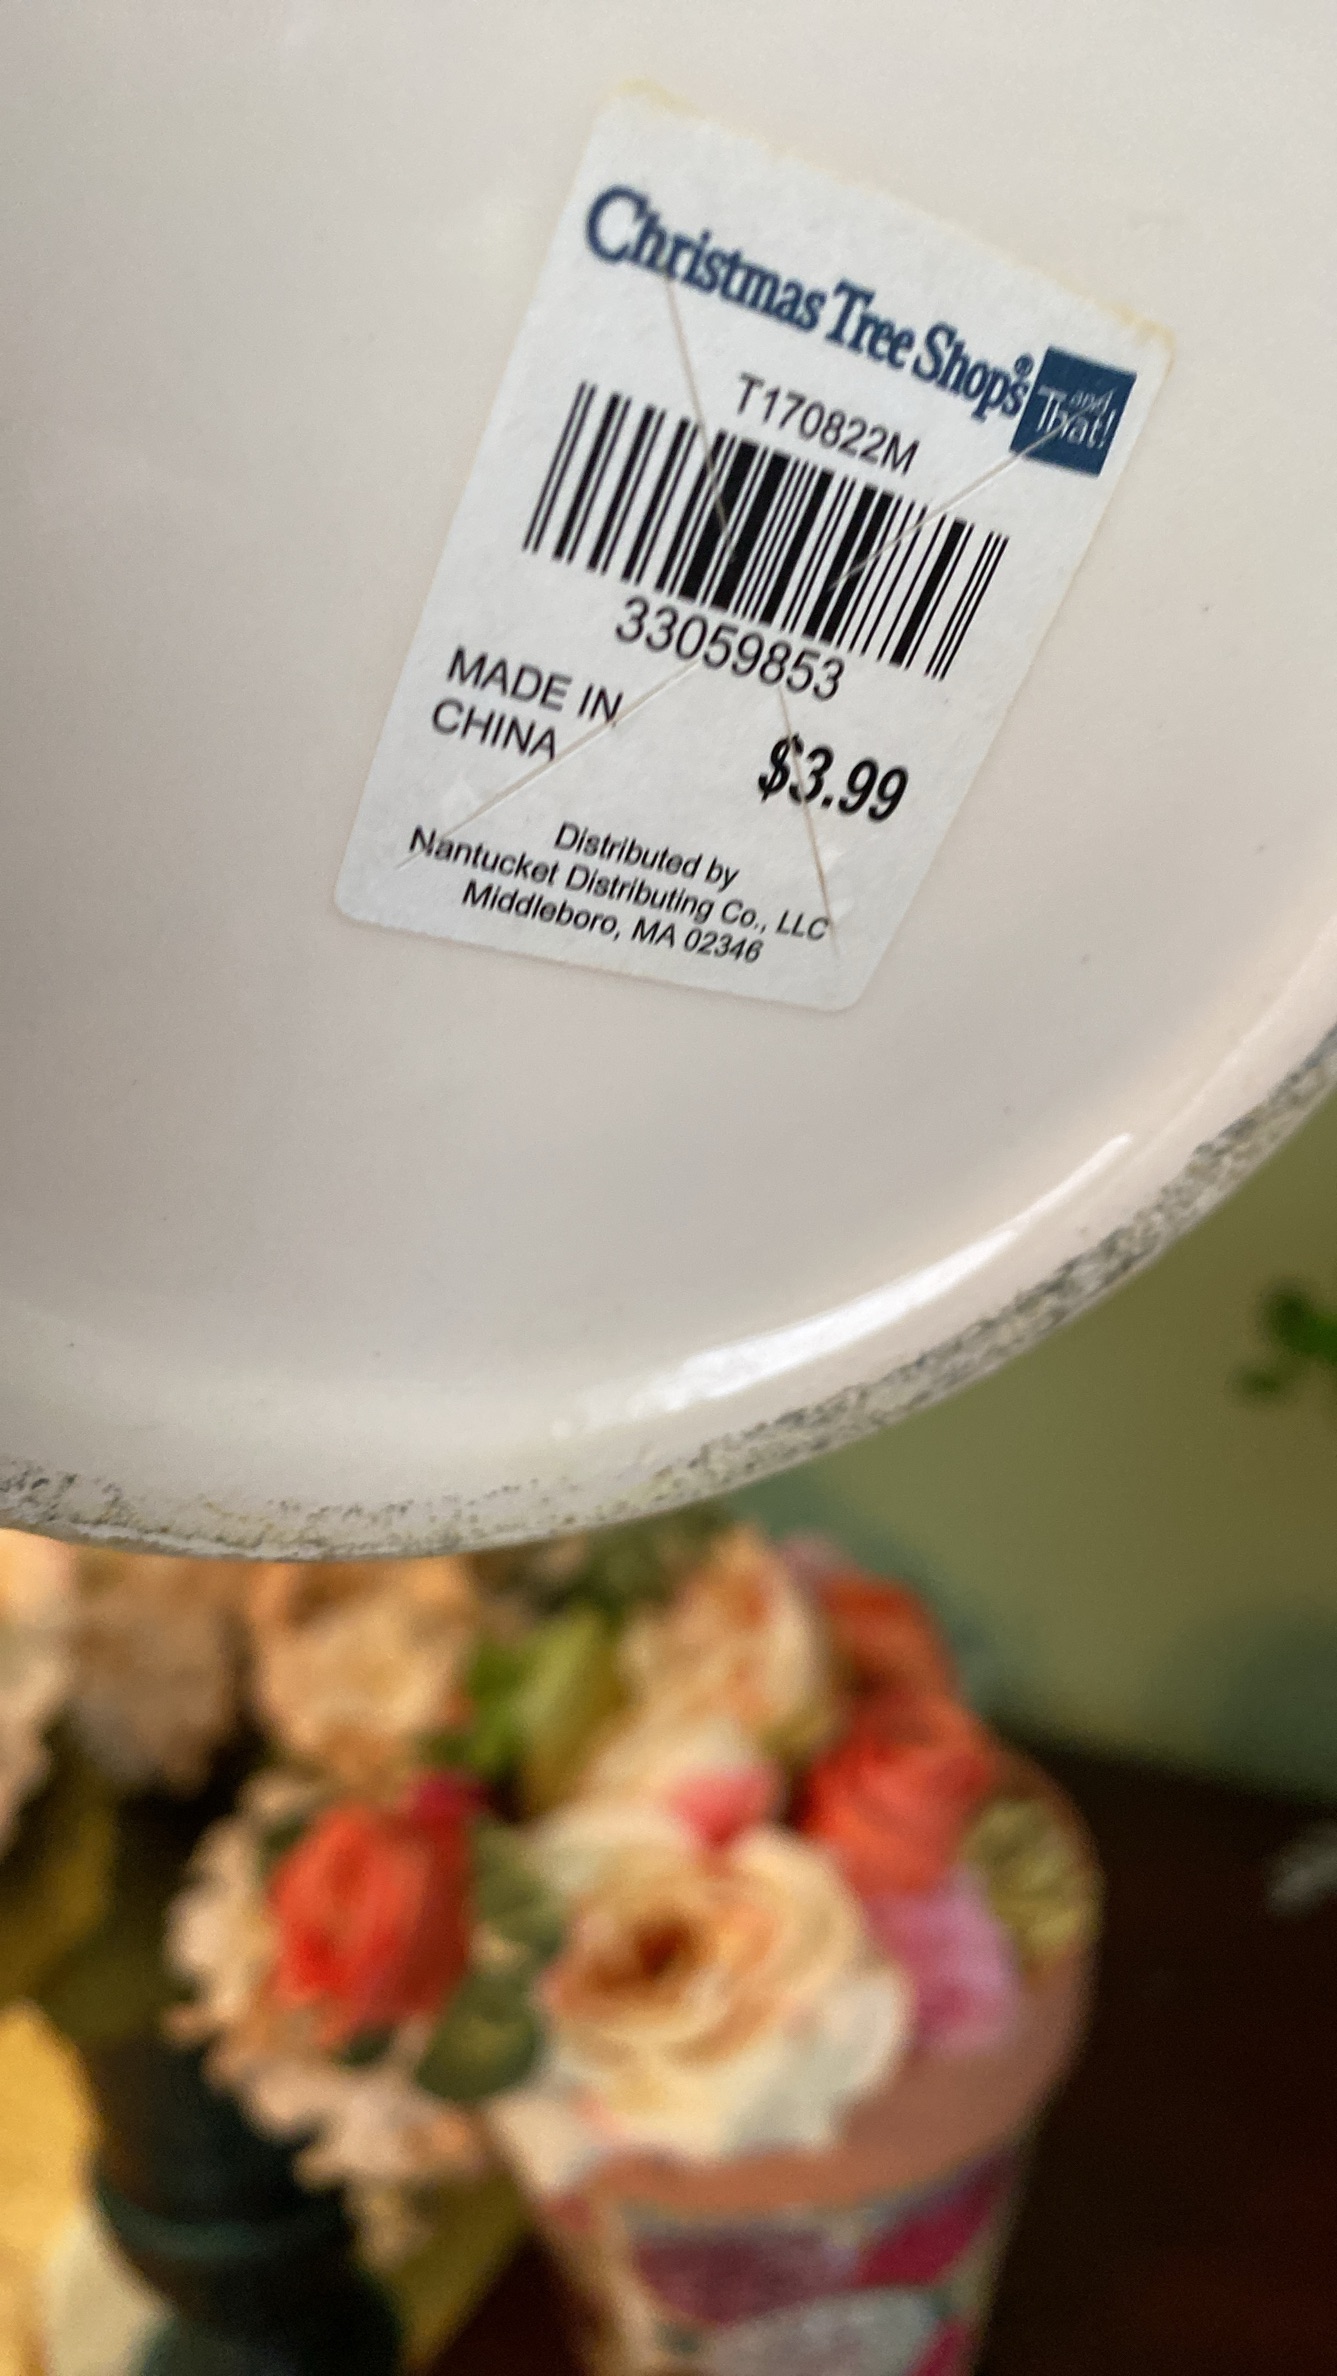 Christmas Tree Shops® and That!
T170822M
33059853
MADE IN
CHINA
$3.99
Distributed by
Nantucket Distributing Co., LLC
Middleboro, MA 02346